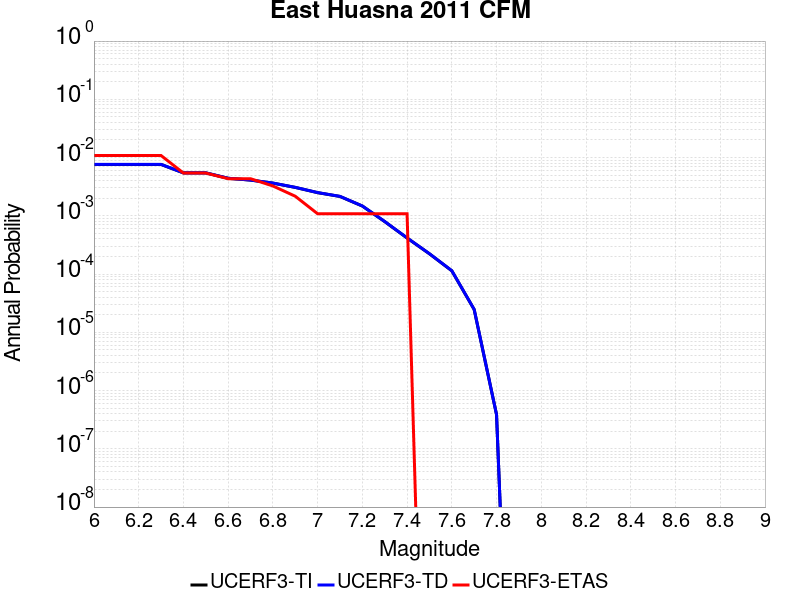 East Huasna 2011 CFM
10^0
10^-1
10^-2
10^-3
10^-4
10^-5
10^-6
10^-7
10^-8
Annual Probability
6 6.2 6.4 6.6 6.8 7 7.2 7.4 7.6 7.8 8 8.2 8.4 8.6 8.8 9
Magnitude
UCERF3-TI UCERF3-TD UCERF3-ETAS